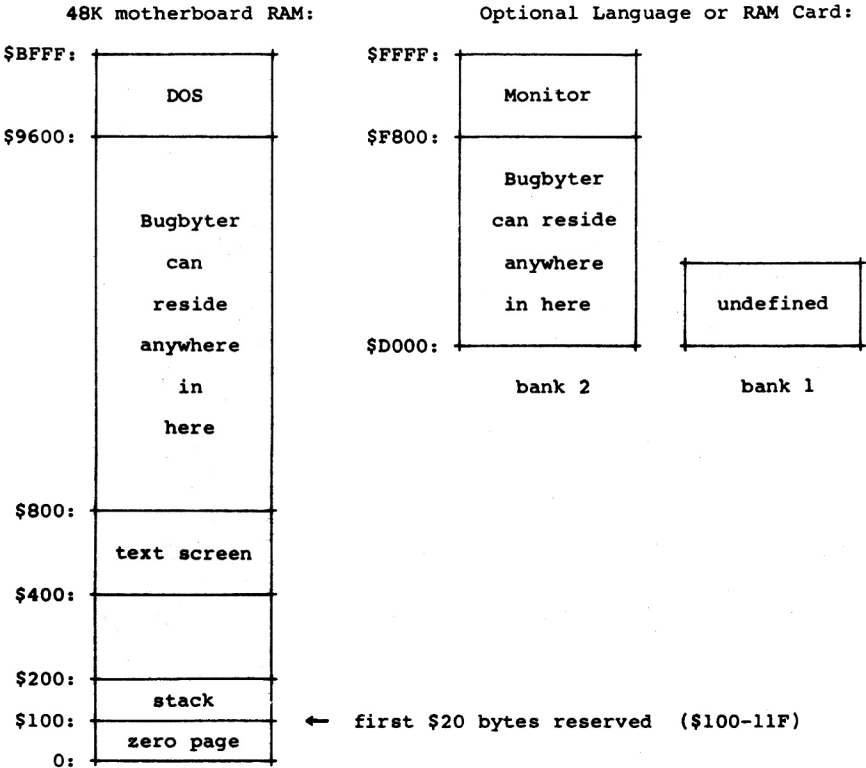 48K motherboard RAM:
Optional Language or RAM Card:
$BFFF:
DOS
$9600:
Bugbyter
can
reside
anywhere
in
here
$800:
text screen
$400:
$200:
stack
$100:
← first $20 bytes reserved ($100-11F)
zero page
0:
$FFFF:
Monitor
$F800:
Bugbyter
can reside
anywhere
in here
$D000:
bank 2
undefined
bank 1